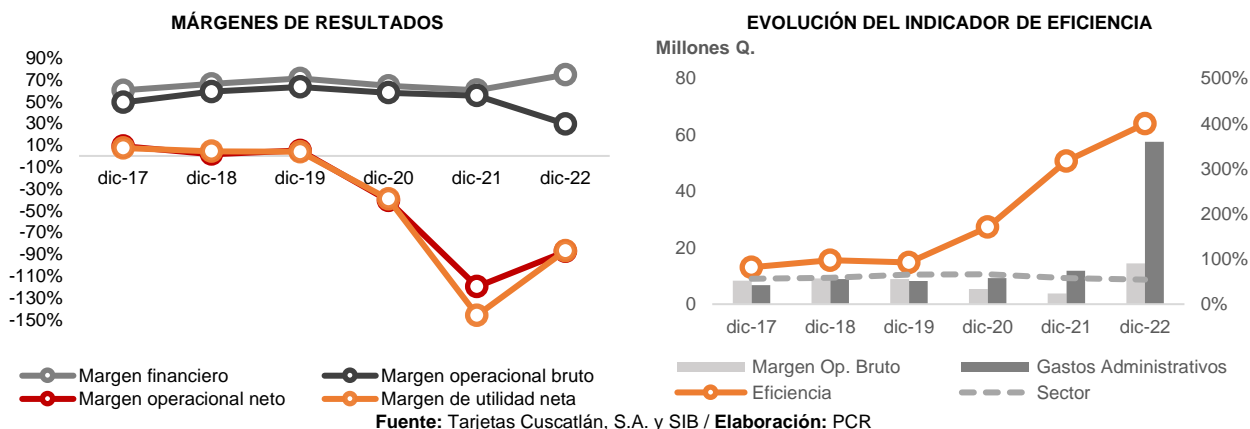 MÁRGENES DE RESULTADOS
90%
70%
50%
30%
10%
-10%
-30%
-50%
-70%
-90%
-110%
-130%
-150%
dic-17 dic-18 dic-19 dic-20 dic-21 dic-22
Margen financiero Margen operacional bruto
Margen operacional neto Margen de utilidad neta
EVOLUCIÓN DEL INDICADOR DE EFICIENCIA
Millones Q.
80 500%
400%
60
300%
40
200%
20
100%
0 0%
dic-17 dic-18 dic-19 dic-20 dic-21 dic-22
Margen Op. Bruto Gastos Administrativos
Eficiencia Sector
Fuente: Tarjetas Cuscatlán, S.A. y SIB / Elaboración: PCR